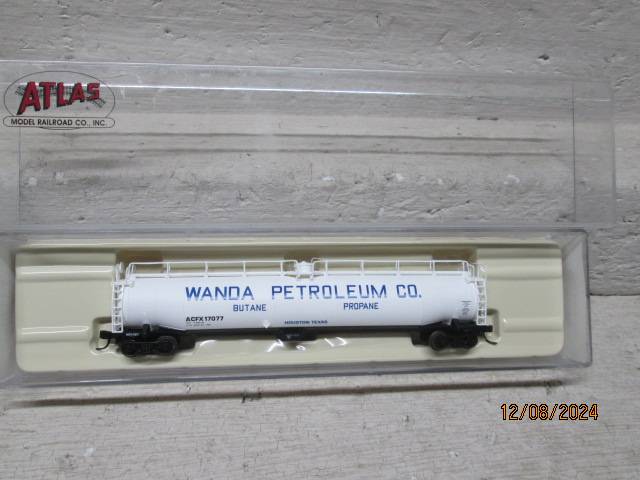 ATLAS
MODEL RAILROAD CO., INC.
WANDA PETROLEUM CO.
BUTANE PROPANE
ACFX 17077
HOUSTON TEXAS
12/08/2024